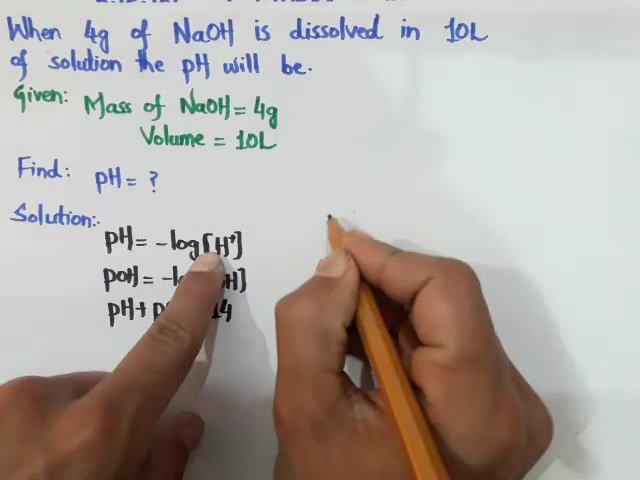 When 4g of NaOH is dissolved in 10L
of solution the pH will be.
Given: Mass of NaOH = 4g
Volume = 10L
Find: pH = ?
Solution:
pH = -log[H⁺]
pOH =
pH + 14